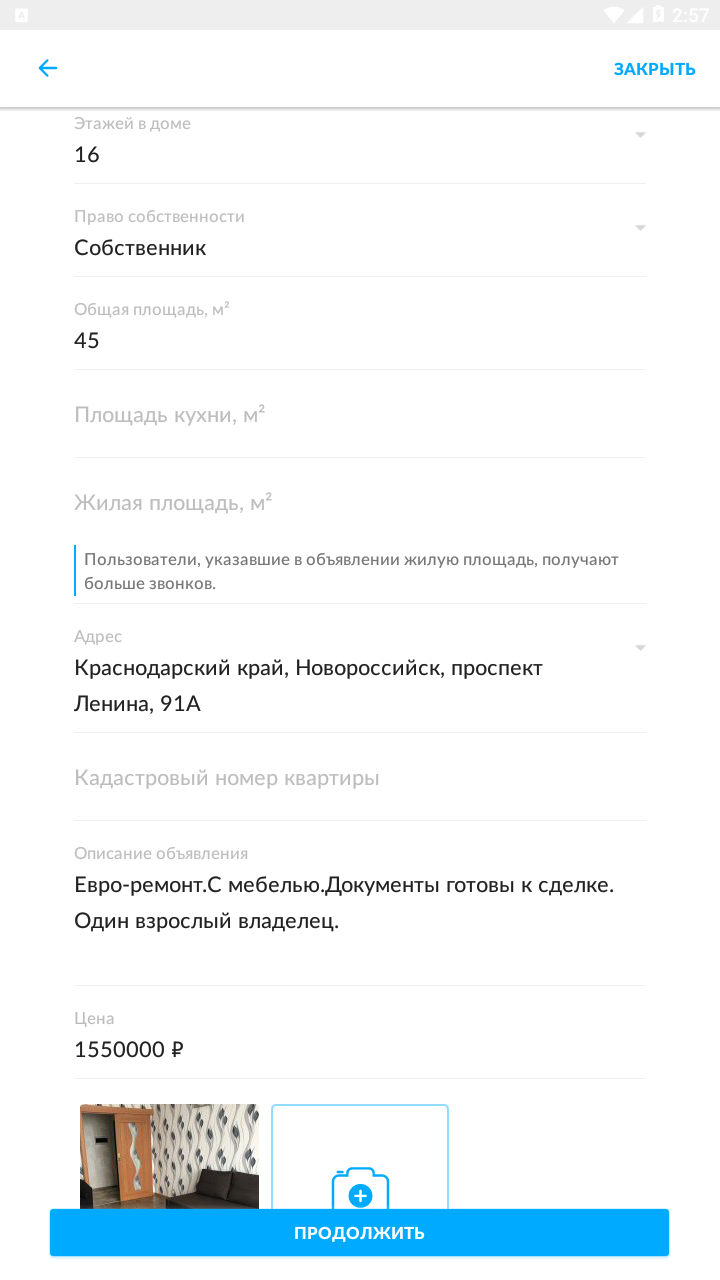 2:57
ЗАКРЫТЬ
Этажей в доме
16
Право собственности
Собственник
Общая площадь, м²
45
Площадь кухни, м²
Жилая площадь, м²
Пользователи, указавшие в объявлении жилую площадь, получают
больше звонков.
Адрес
Краснодарский край, Новороссийск, проспект
Ленина, 91А
Кадастровый номер квартиры
Описание объявления
Евро-ремонт.С мебелью.Документы готовы к сделке.
Один взрослый владелец.
Цена
1550000 ₽
ПРОДОЛЖИТЬ